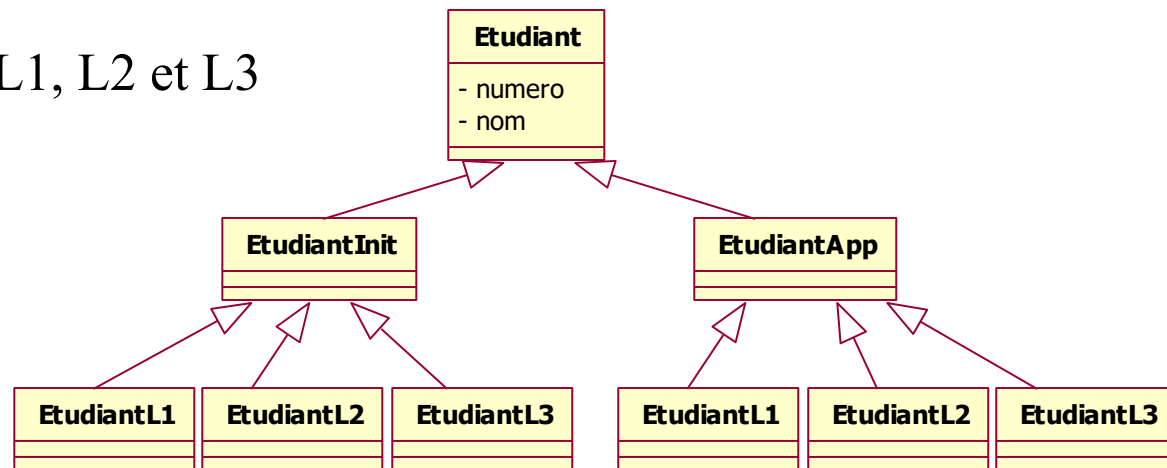 L1, L2 et L3
Etudiant
- numero
- nom
EtudiantInit
EtudiantApp
EtudiantL1
EtudiantL2
EtudiantL3
EtudiantL1
EtudiantL2
EtudiantL3